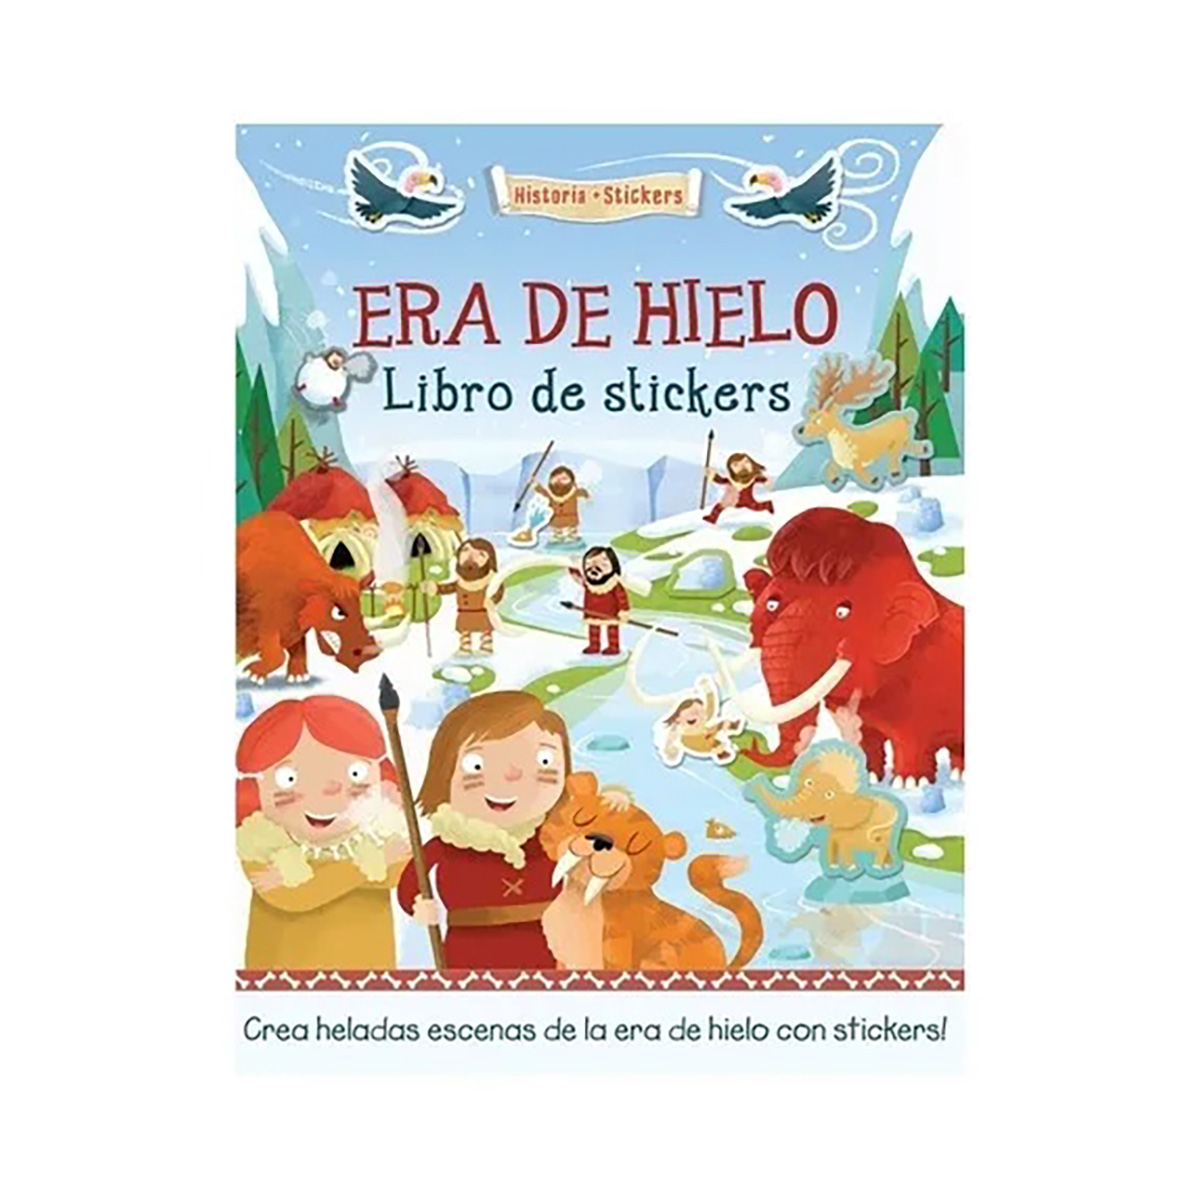 Historia + Stickers
ERA DE HIELO
Libro de stickers
Crea heladas escenas de la era de hielo con stickers!